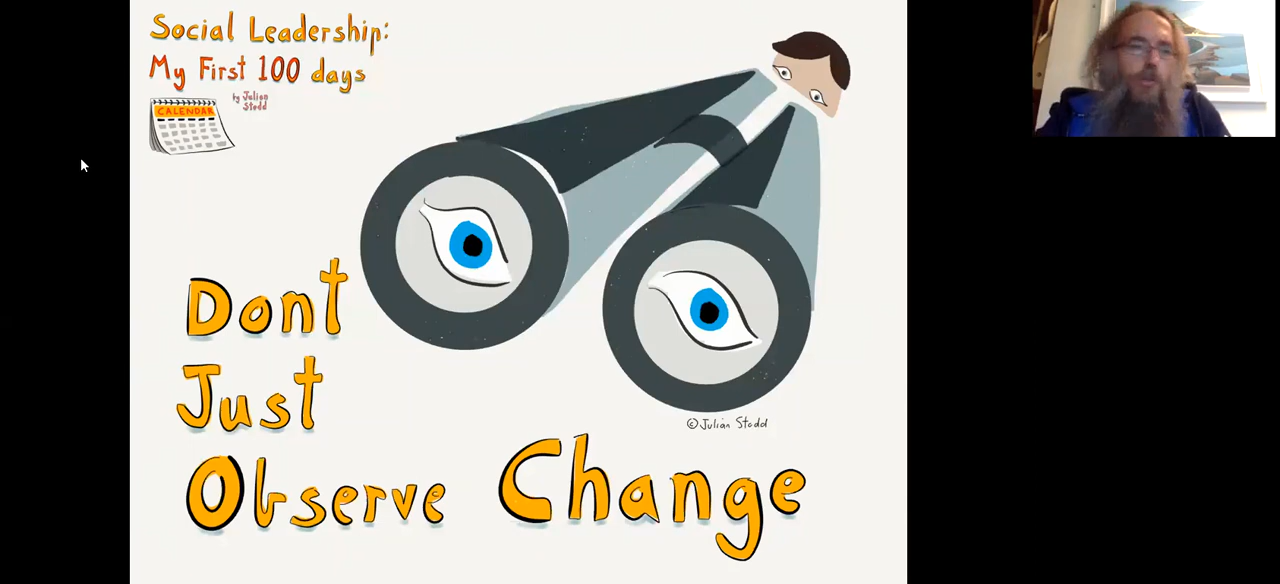 Social Leadership:
My First 100 days
by Julian
Stodd
CALENDAR
Dont
Just
Observe Change
©Julian Stodd